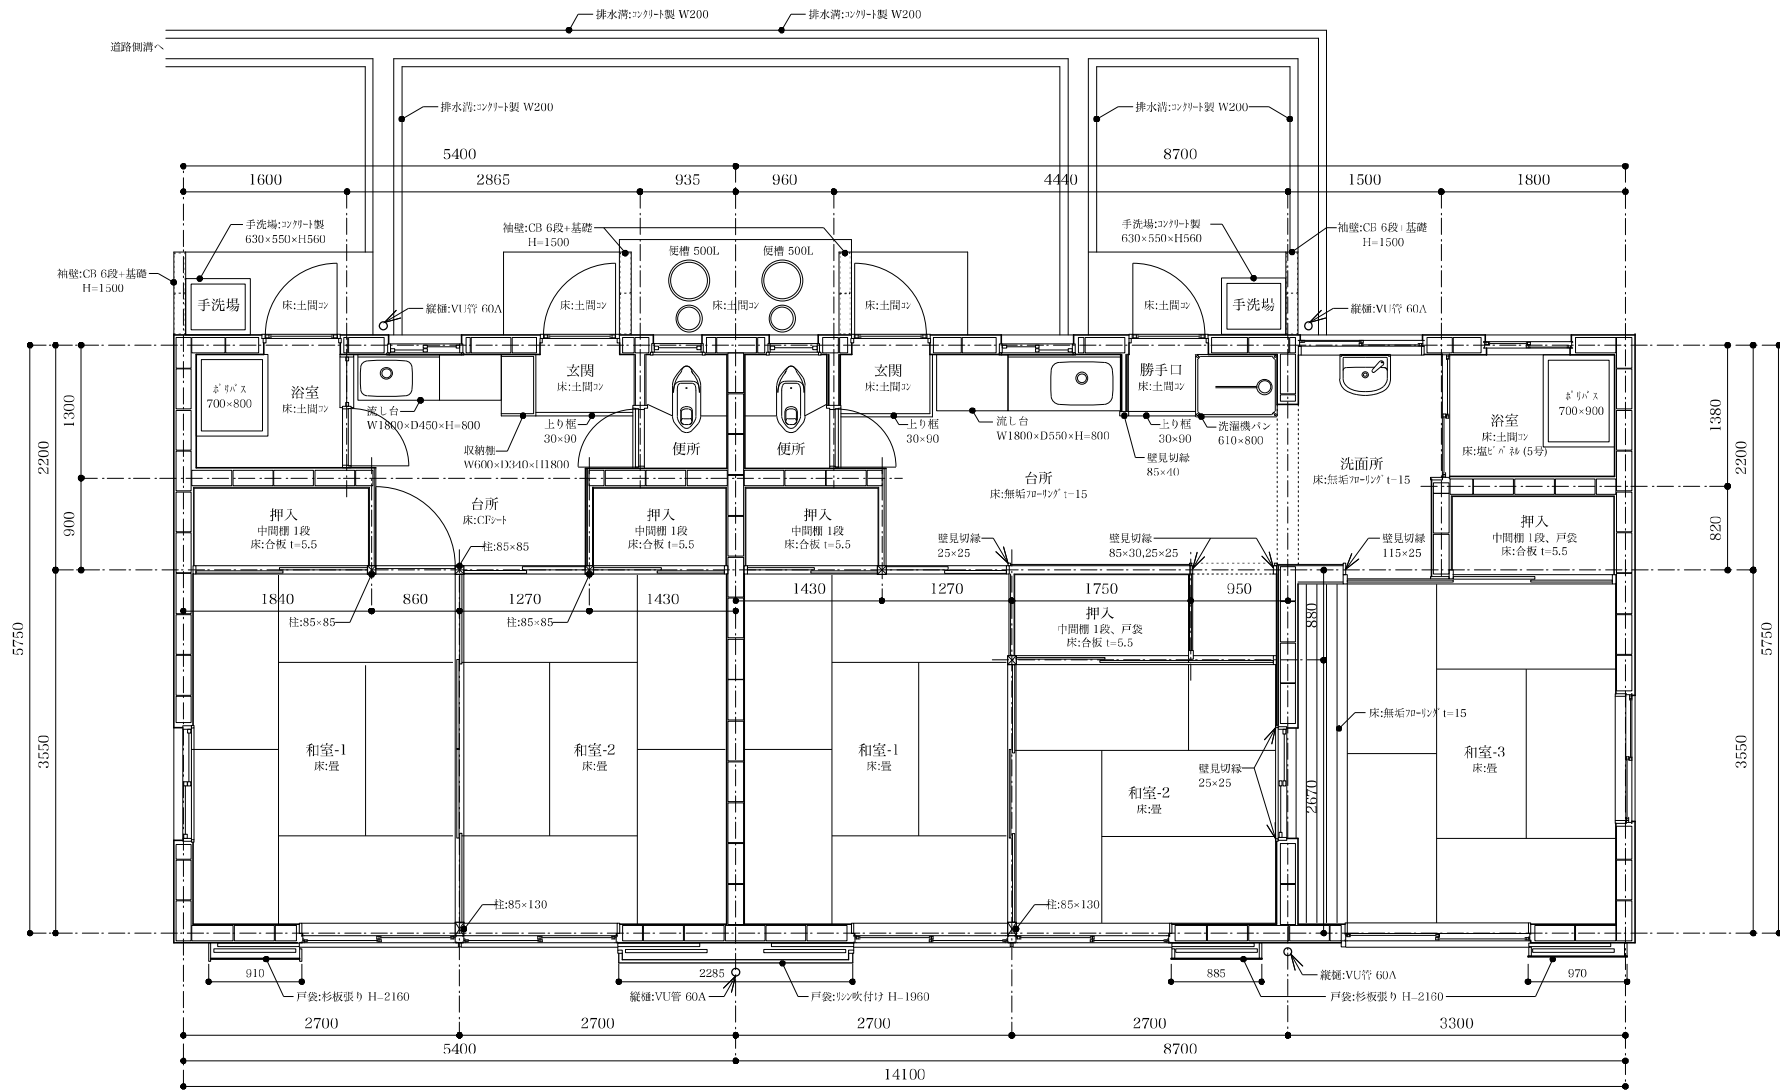 排水溝:コンクリート製 W200
排水溝:コンクリート製 W200
道路側溝へ
排水溝:コンクリート製 W200
排水溝:コンクリート製 W200
5400
8700
1600
2865
935
960
4440
1500
1800
手洗場:コンクリート製
630×550×H560
袖壁:CB 6段+基礎
H=1500
手洗場:コンクリート製
630×550×H560
袖壁:CB 6段+基礎
H=1500
袖壁:CB 6段+基礎
H=1500
便槽 500L
便槽 500L
手洗場
床:土間コン
縦樋:VU管 60A
床:土間コン
床:土間コン
床:土間コン
床:土間コン
手洗場
縦樋:VU管 60A
ポリバス
700×800
浴室
床:土間コン
流し台
W1800×D450×H=800
玄関
床:土間コン
収納棚
W600×D340×H1800
上り框
30×90
便所
便所
玄関
床:土間コン
上り框
30×90
流し台
W1800×D550×H=800
勝手口
床:土間コン
上り框
30×90
洗濯機パン
610×800
壁見切縁
85×40
浴室
床:土間コン
床:塩ビパネル (5号)
ポリバス
700×900
1300
2200
900
1380
2200
820
台所
床:CFシート
台所
床:無垢フローリング t=15
洗面所
床:無垢フローリング t=15
押入
中間棚 1段
床:合板 t=5.5
押入
中間棚 1段
床:合板 t=5.5
押入
中間棚 1段
床:合板 t=5.5
押入
中間棚 1段、戸袋
床:合板 t=5.5
柱:85×85
壁見切縁
25×25
壁見切縁
85×30,25×25
壁見切縁
115×25
1840
860
1270
1430
1430
1270
1750
950
880
柱:85×85
柱:85×85
押入
中間棚 1段、戸袋
床:合板 t=5.5
5750
3550
5750
3550
和室-1
床:畳
和室-2
床:畳
和室-1
床:畳
和室-2
床:畳
和室-3
床:畳
床:無垢フローリング t=15
壁見切縁
25×25
2670
柱:85×130
柱:85×130
910
2285
885
970
戸袋:杉板張り H=2160
縦樋:VU管 60A
戸袋:リシン吹付け H=1960
縦樋:VU管 60A
戸袋:杉板張り H=2160
2700
2700
2700
2700
3300
5400
8700
14100